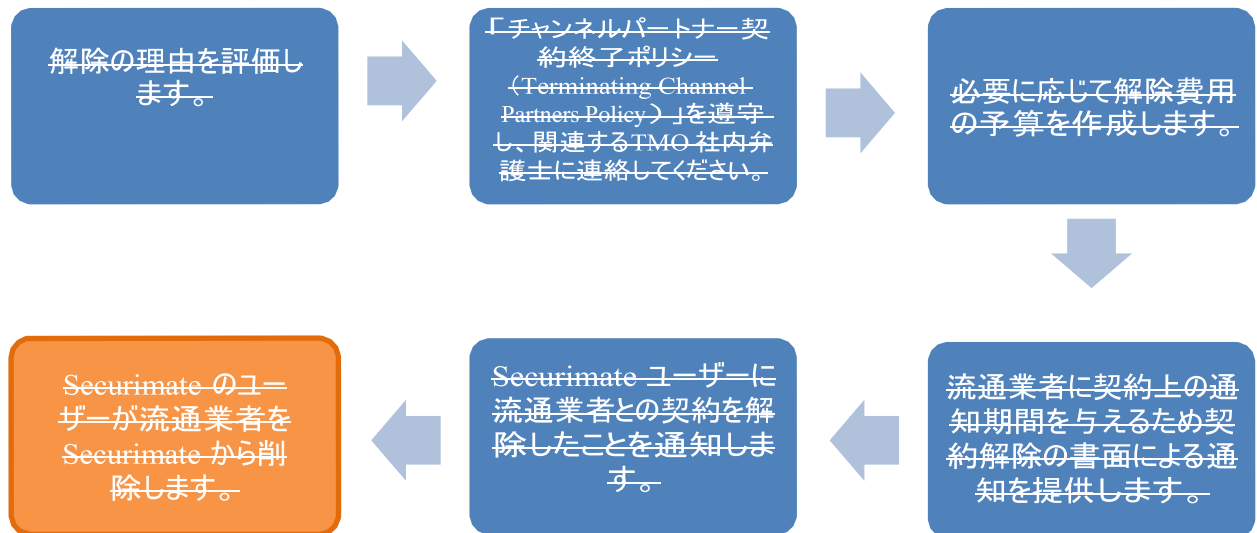 解除の理由を評価し
ます。
「チャンネルパートナー契
約終了ポリシー
（Terminating Channel
Partners Policy）」を遵守
し、関連するTMO 社内弁
護士に連絡してください。
必要に応じて解除費用
の予算を作成します。
流通業者に契約上の通
知期間を与えるため契
約解除の書面による通
知を提供します。
Securimate ユーザーに
流通業者との契約を解
除したことを通知しま
す。
Securimate のユー
ザーが流通業者を
Securimate から削
除します。